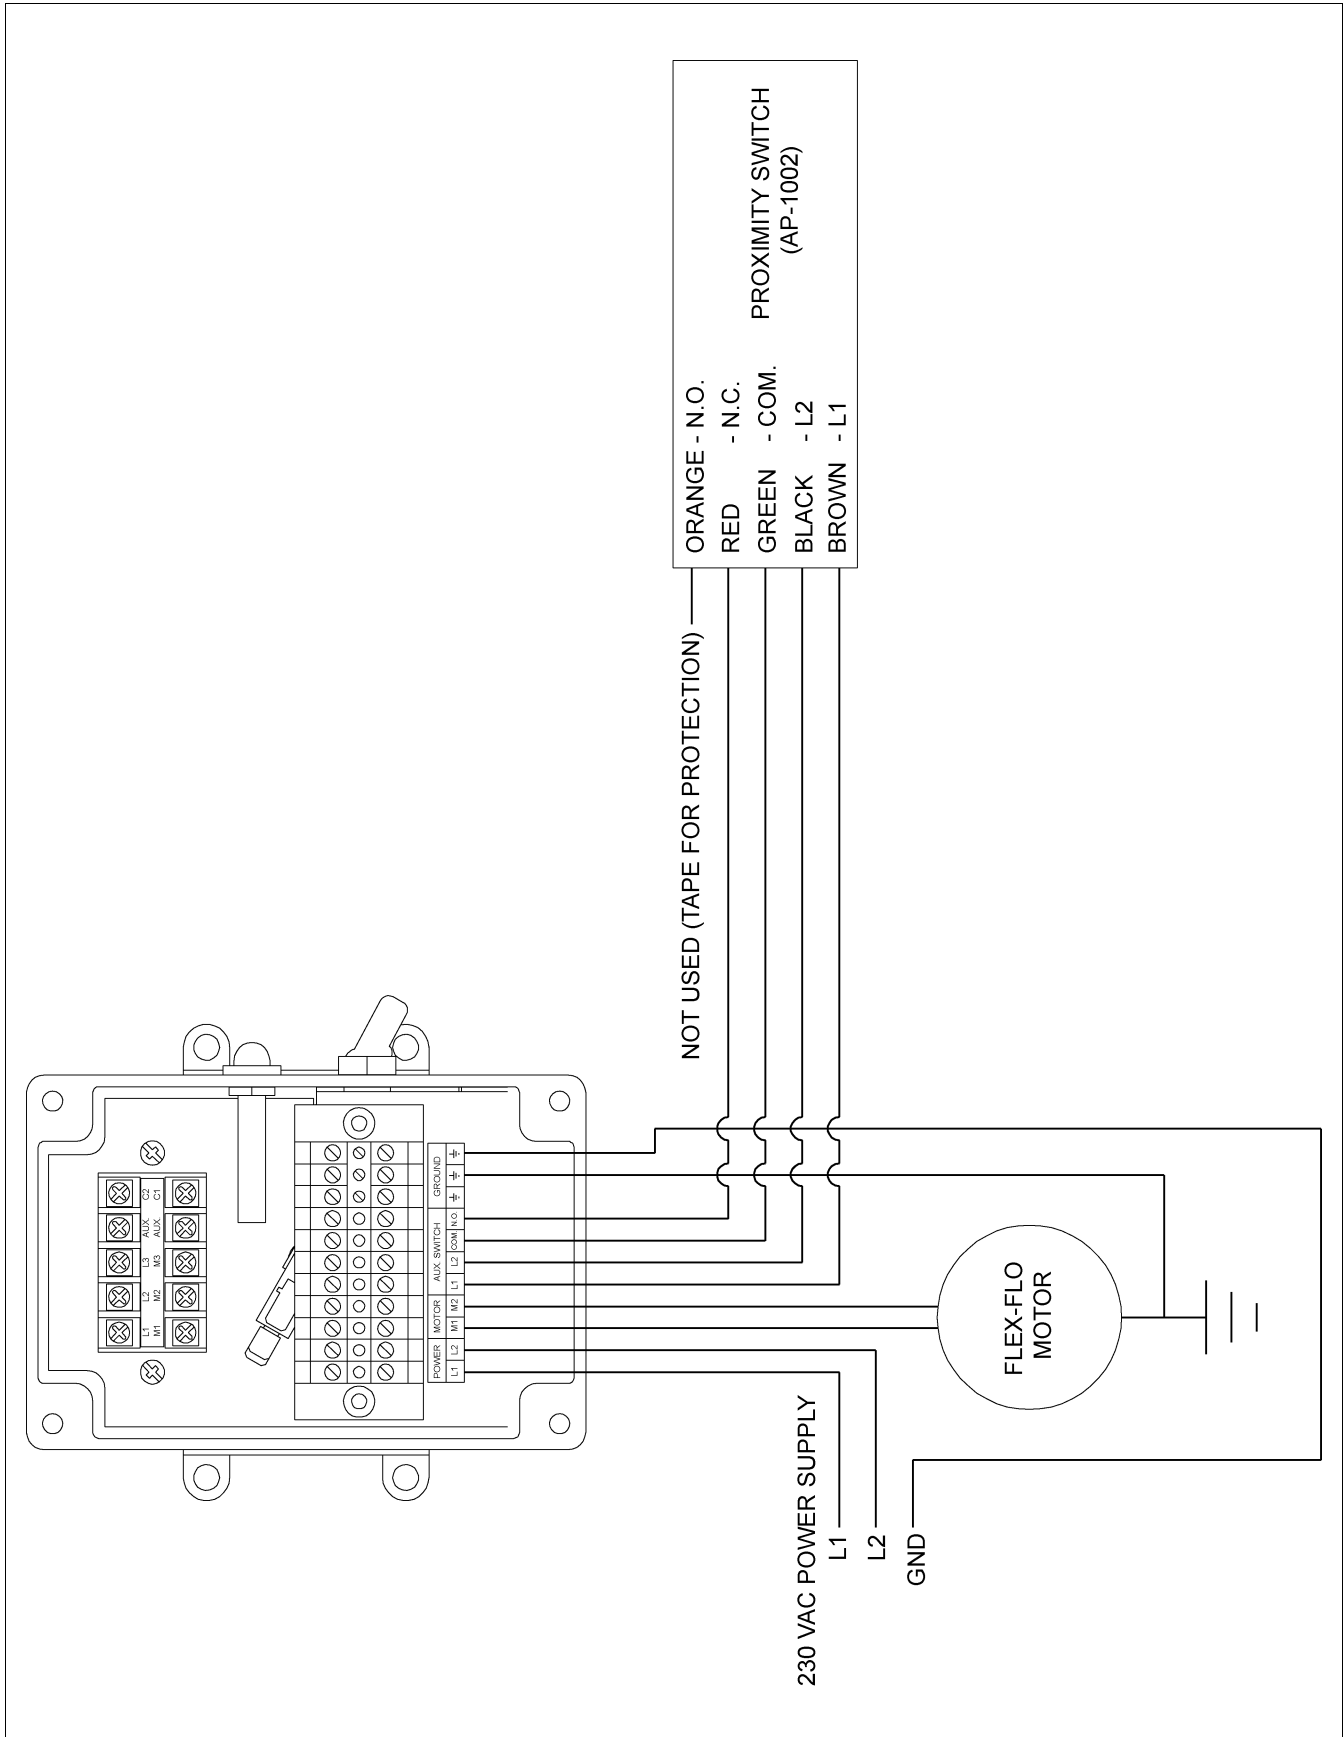 C2
AUX.
L3
L2
L1
C1
AUX.
M3
M2
M1
GROUND
AUX. SWITCH
MOTOR
POWER
N.O.
COM.
L2
L1
M2
M1
L2
L1
PROXIMITY SWITCH
(AP-1002)
ORANGE - N.O.
RED - N.C.
GREEN - COM.
BLACK - L2
BROWN - L1
NOT USED (TAPE FOR PROTECTION)
FLEX-FLO
MOTOR
230 VAC POWER SUPPLY
L1
L2
GND